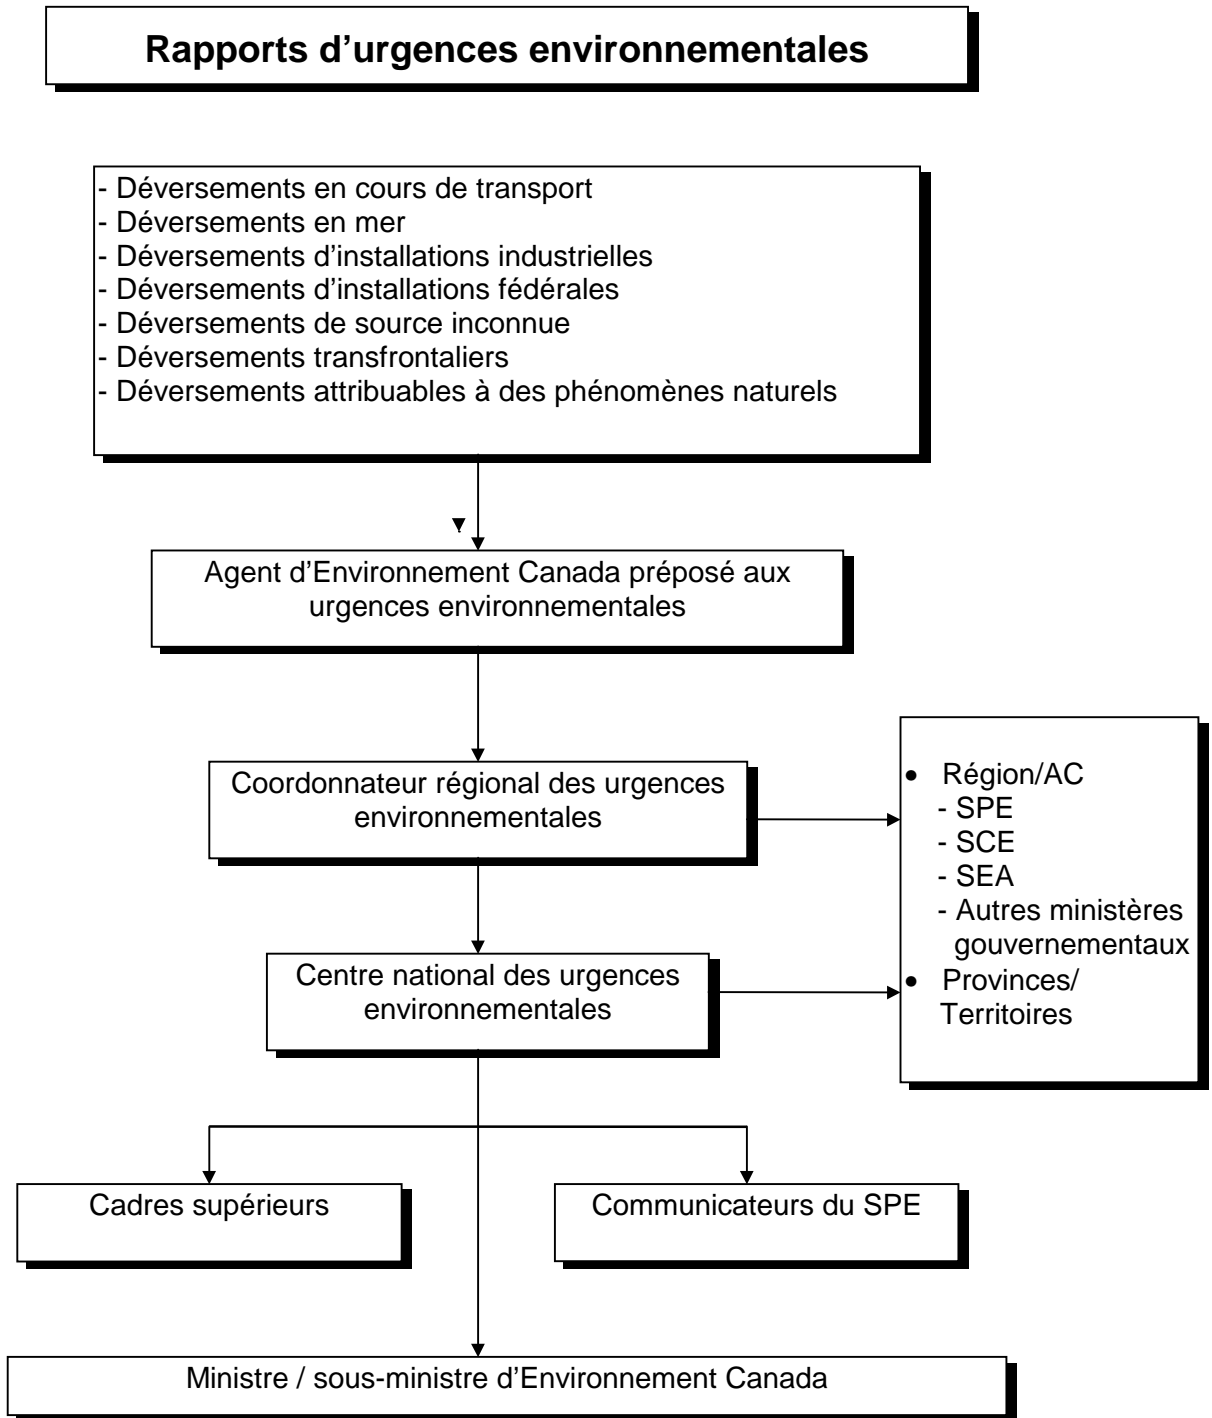 Rapports d’urgences environnementales
- Déversements en cours de transport
- Déversements en mer
- Déversements d’installations industrielles
- Déversements d’installations fédérales
- Déversements de source inconnue
- Déversements transfrontaliers
- Déversements attribuables à des phénomènes naturels
Agent d’Environnement Canada préposé aux
urgences environnementales
Coordonnateur régional des urgences
environnementales
• Région/AC
- SPE
- SCE
- SEA
- Autres ministères
gouvernementaux
• Provinces/
Territoires
Centre national des urgences
environnementales
Cadres supérieurs
Communicateurs du SPE
Ministre / sous-ministre d’Environnement Canada